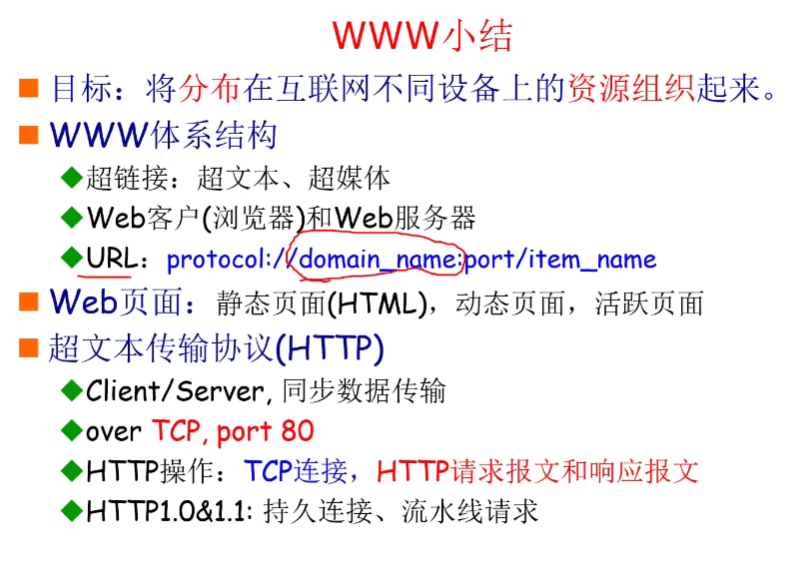 WWW小结
目标：将分布在互联网不同设备上的资源组织起来。
WWW体系结构
超链接：超文本、超媒体
Web客户(浏览器)和Web服务器
URL：protocol://domain_name:port/item_name
Web页面：静态页面(HTML)，动态页面，活跃页面
超文本传输协议(HTTP)
Client/Server, 同步数据传输
over TCP, port 80
HTTP操作：TCP连接，HTTP请求报文和响应报文
HTTP1.0&1.1: 持久连接、流水线请求